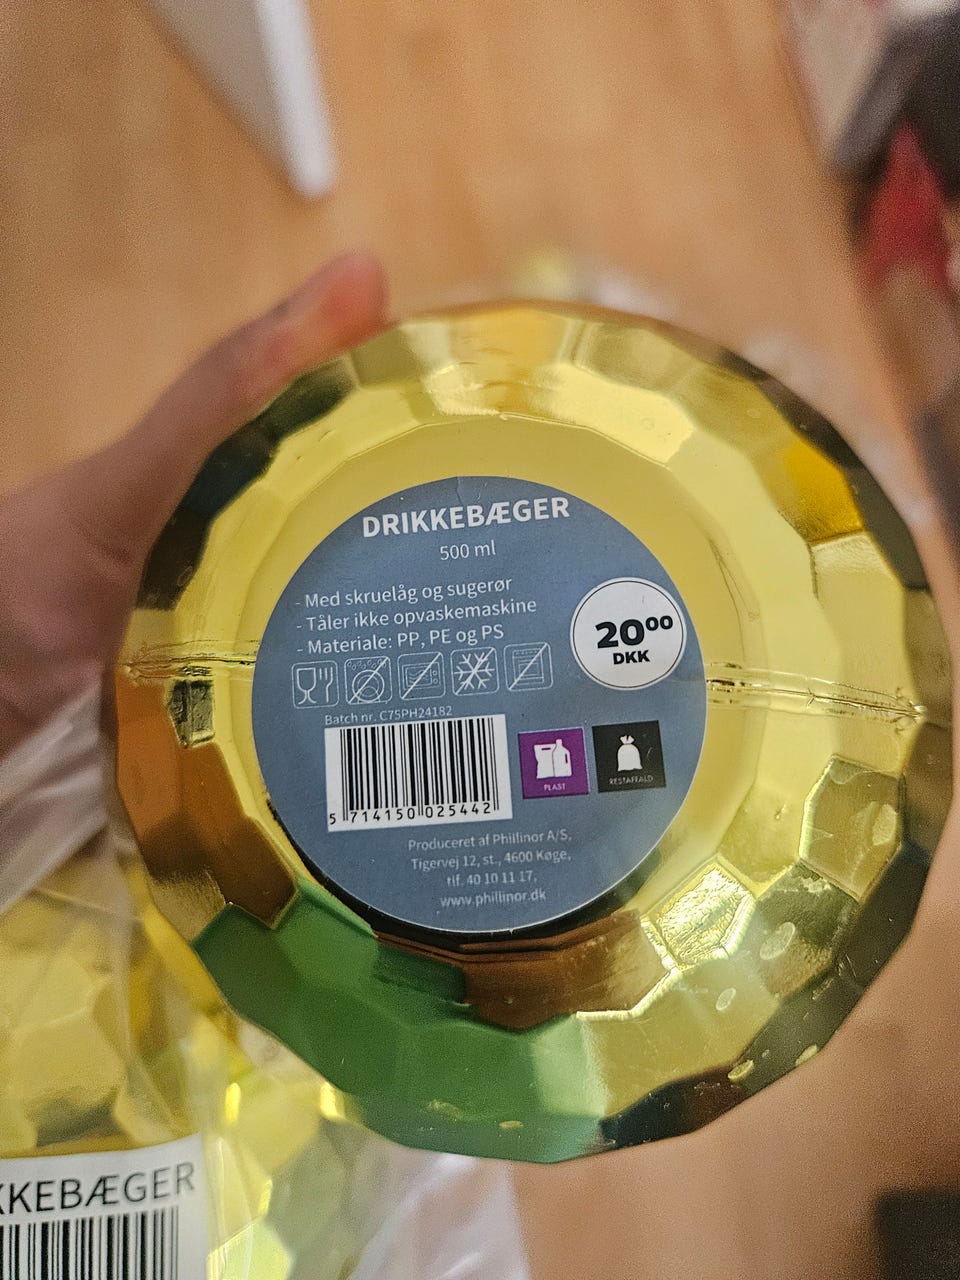 DRIKKEBÆGER
500 ml
- Med skruelåg og sugerør
- Tåler ikke opvaskemaskine
- Materiale: PP, PE og PS
20⁰⁰
DKK
Batch nr. C75PH24182
5 714150 025442
PLAST
RESTAFFALD
Produceret af Phillinor A/S,
Tigervej 12, st., 4600 Køge,
tlf. 40 10 11 17,
www.phillinor.dk
KKEBÆGER